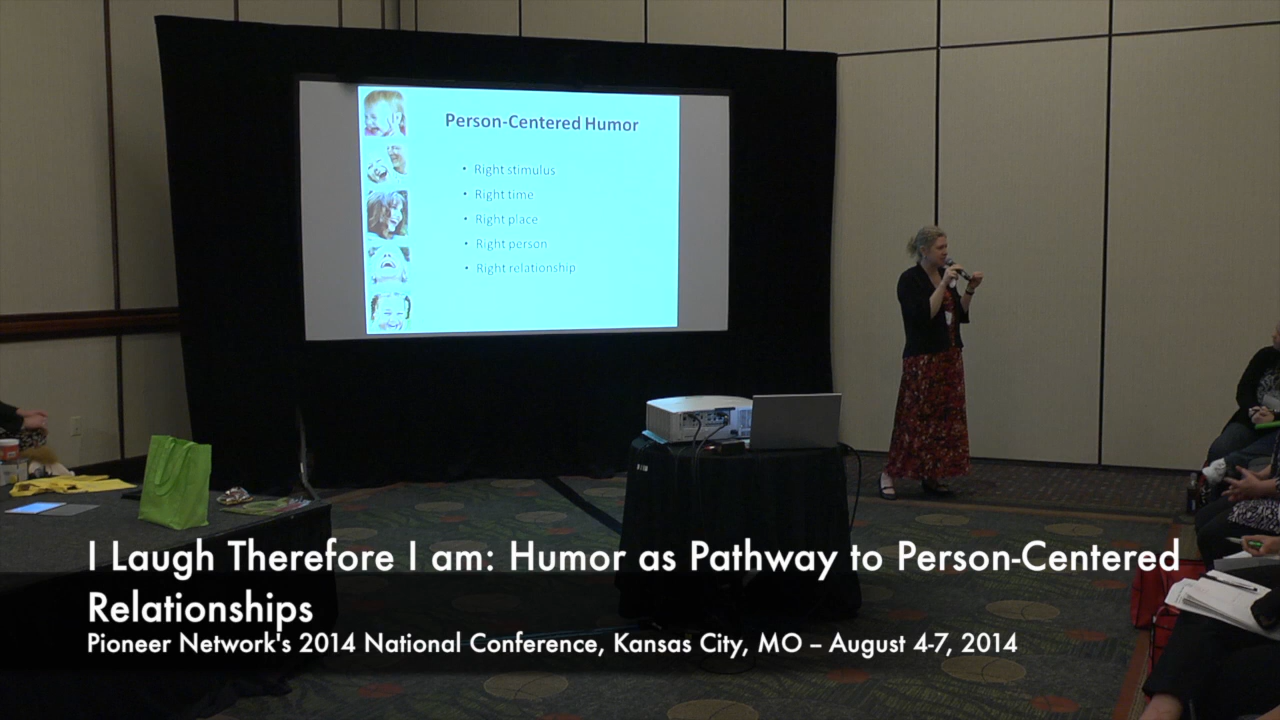 Person-Centered Humor
• Right stimulus
• Right time
• Right place
• Right person
• Right relationship
I Laugh Therefore I am: Humor as Pathway to Person-Centered
Relationships
Pioneer Network's 2014 National Conference, Kansas City, MO – August 4-7, 2014